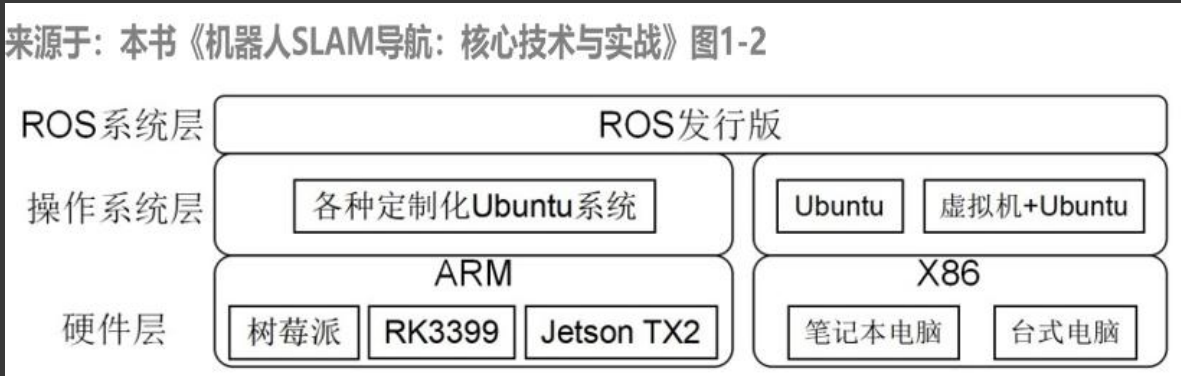 来源于：本书《机器人SLAM导航：核心技术与实战》图1-2
ROS系统层 ROS发行版
操作系统层 各种定制化Ubuntu系统 Ubuntu 虚拟机+Ubuntu
ARM X86
硬件层 树莓派 RK3399 Jetson TX2 笔记本电脑 台式电脑